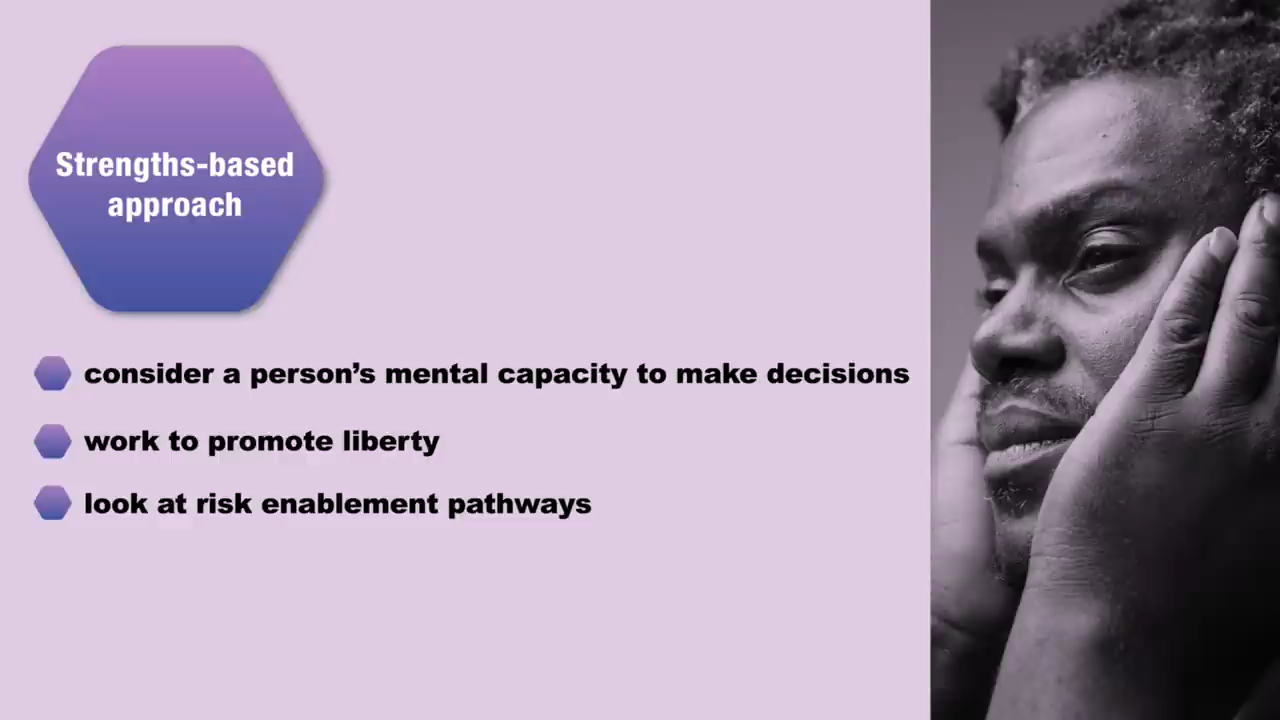 Strengths-based
approach
consider a person’s mental capacity to make decisions
work to promote liberty
look at risk enablement pathways